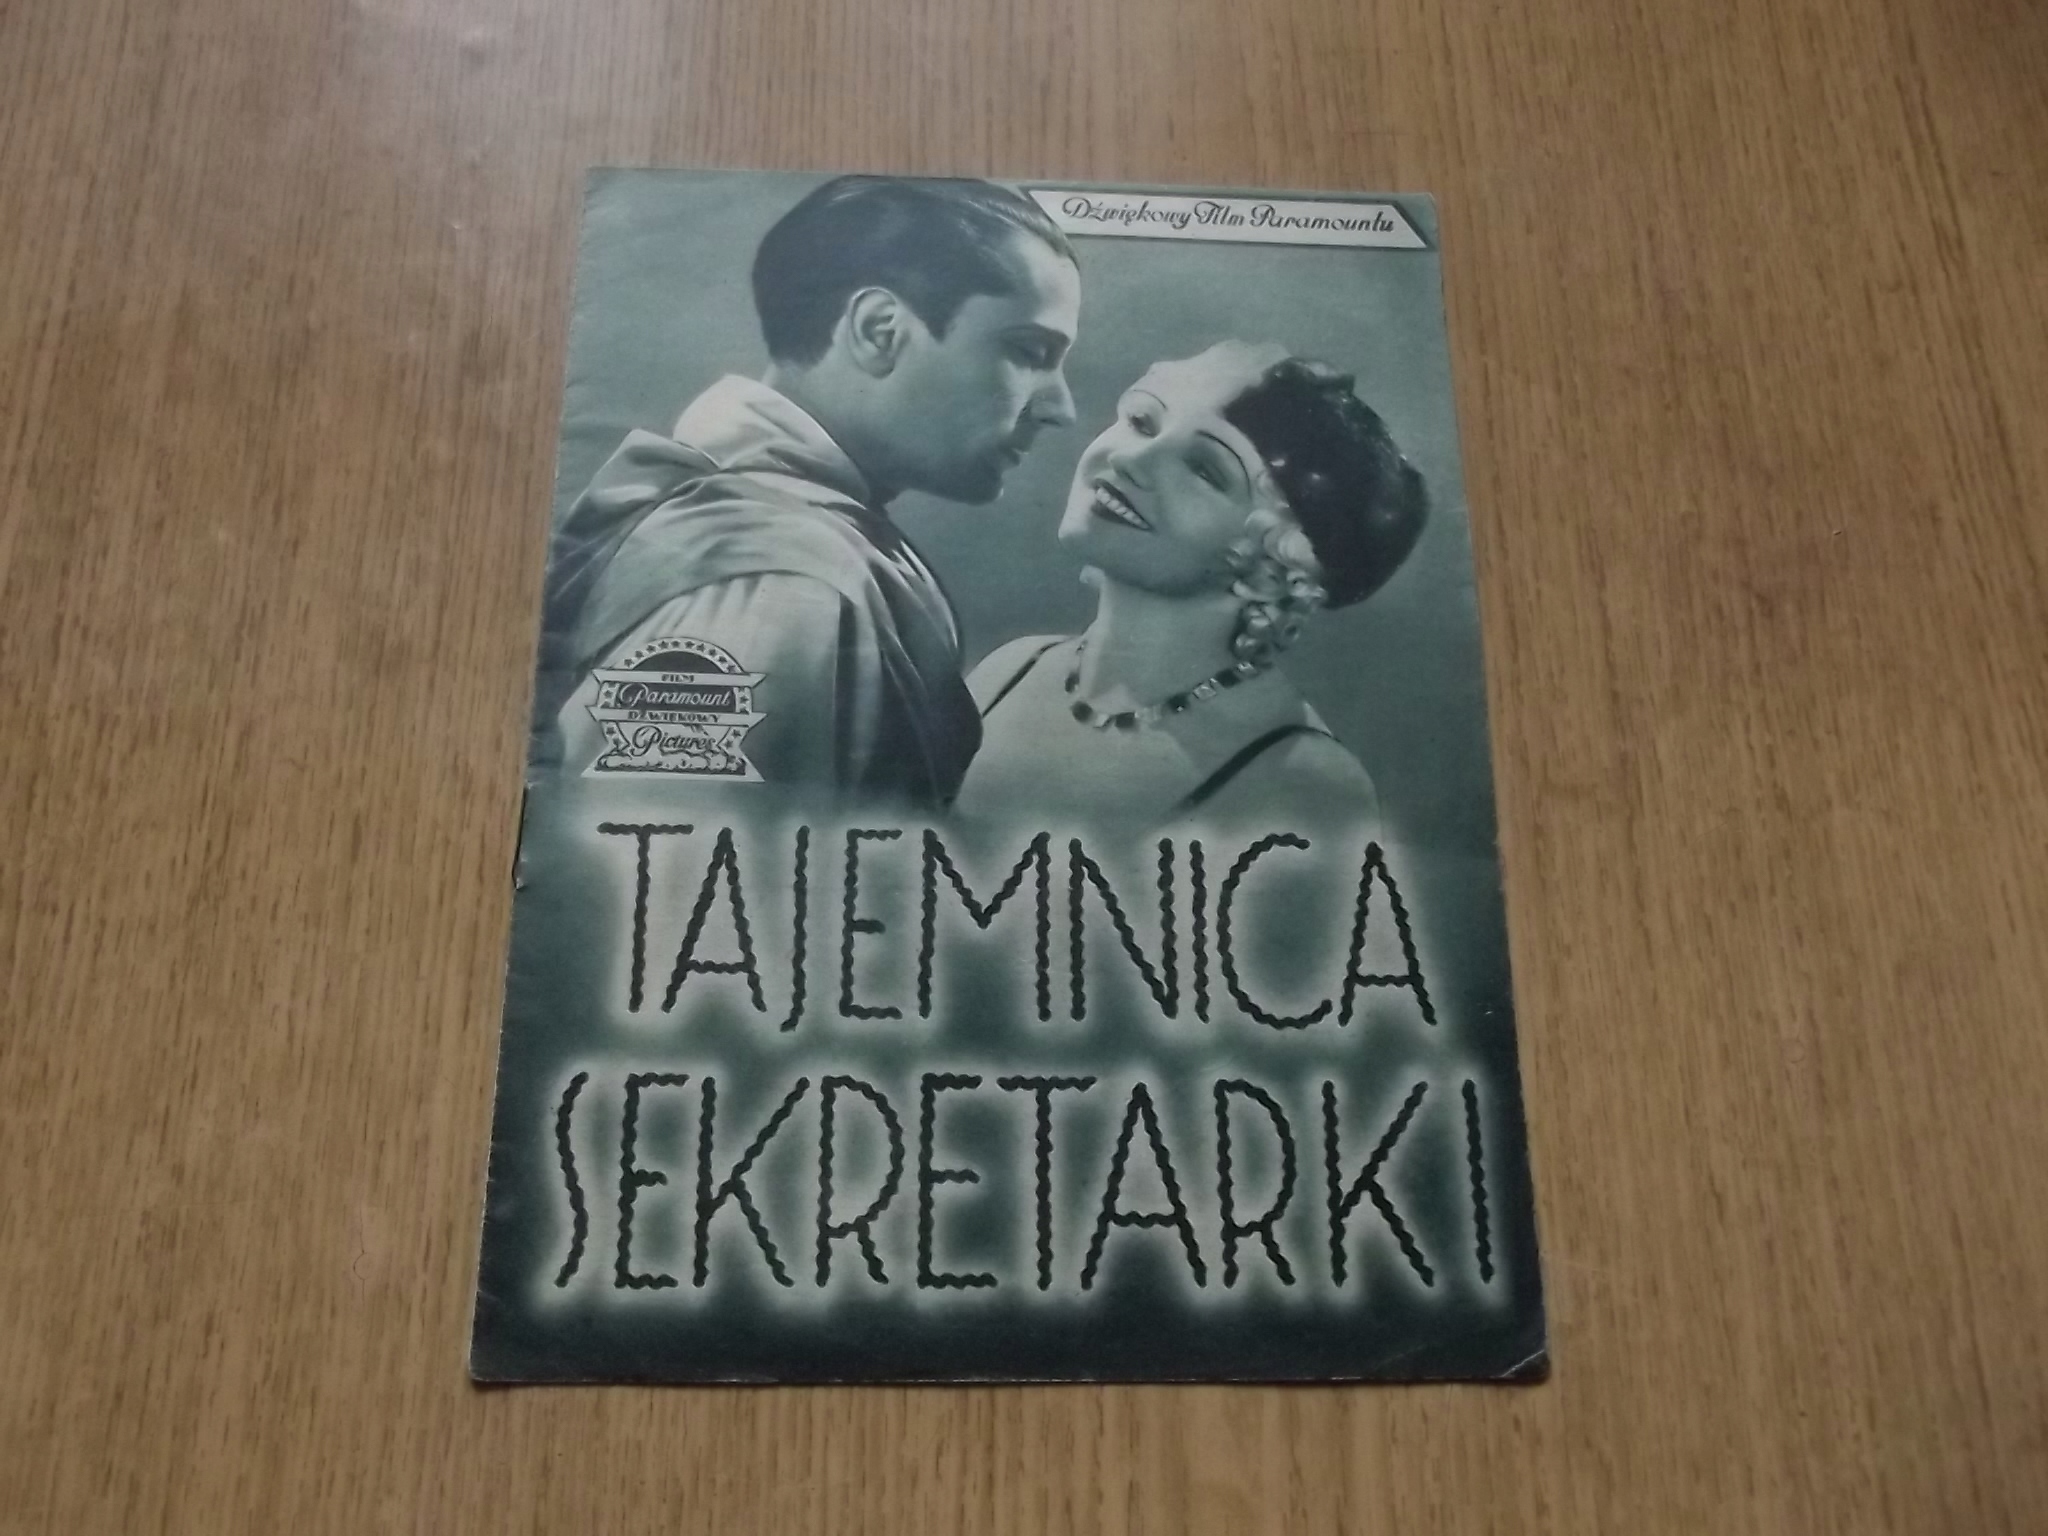 Dźwiękowy Film Paramountu
FILM
Paramount
DŹWIĘKOWY
Pictures
TAJEMNICA
SEKRETARKI